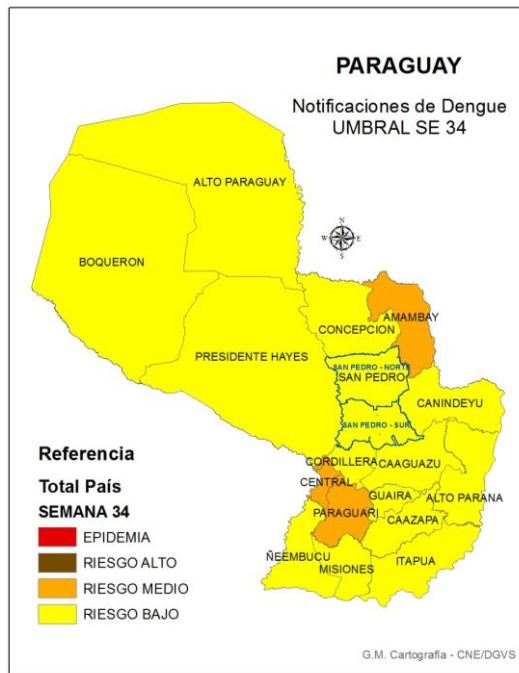 PARAGUAY
Notificaciones de Dengue
UMBRAL SE 34
ALTO PARAGUAY
N
W
E
S
BOQUERON
AMAMBAY
CONCEPCION
PRESIDENTE HAYES
SAN PEDRO - NORTE
SAN PEDRO
CANINDEYU
SAN PEDRO - SUR
Referencia
Total País
SEMANA 34
EPIDEMIA
RIESGO ALTO
RIESGO MEDIO
RIESGO BAJO
CORDILLERA
CAAGUAZU
CENTRAL
GUAIRA
ALTO PARANA
PARAGUARI
CAAZAPA
ÑEEMBUCU
MISIONES
ITAPUA
G.M. Cartografía - CNE/DGVS